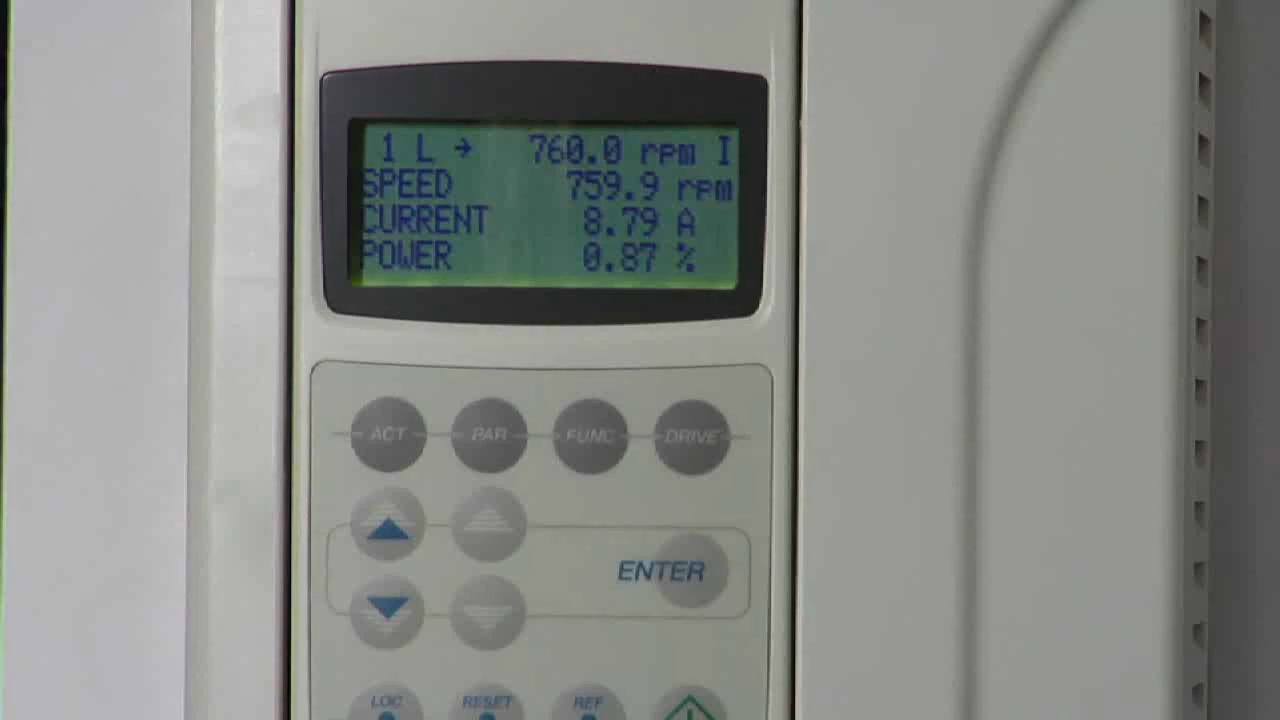 1 L → 760.0 rpm I
SPEED 759.9 rpm
CURRENT 8.79 A
POWER 0.87 %
ACT PAR FUNC DRIVE
ENTER
LOC RESET REF